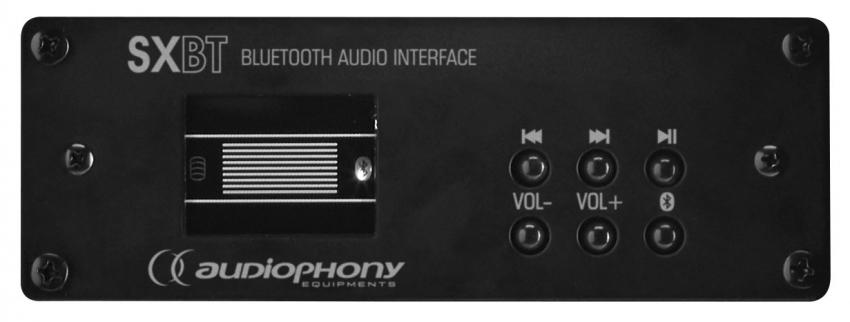 SXBT BLUETOOTH AUDIO INTERFACE
VOL- VOL+
audiophony
EQUIPMENTS